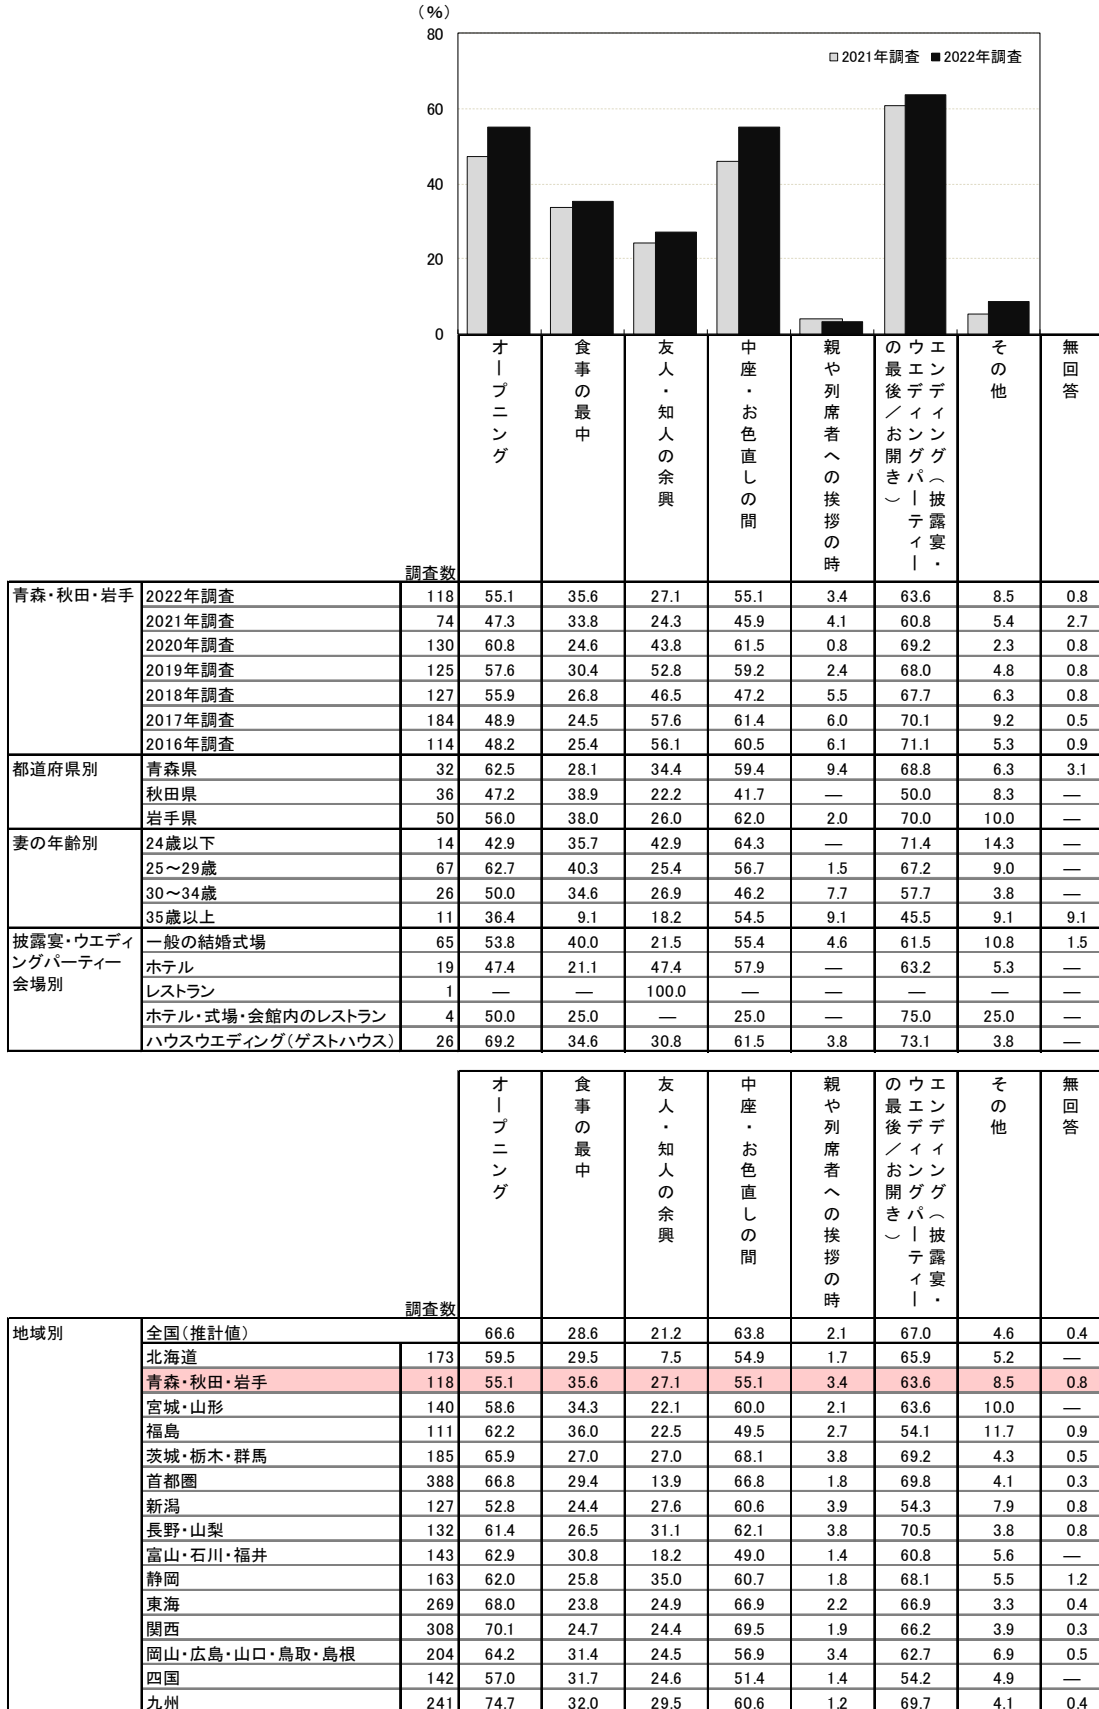 (%)
80
60
40
20
0
□2021年調査 ■2022年調査
オープニング
食事の最中
友人・知人の余興
中座・お色直しの間
親や列席者への挨拶の時
エンディング(披露宴・
ウエディングパーティー
の最後/お開き)
その他
無回答
調査数
青森・秋田・岩手 2022年調査 118 55.1 35.6 27.1 55.1 3.4 63.6 8.5 0.8
2021年調査 74 47.3 33.8 24.3 45.9 4.1 60.8 5.4 2.7
2020年調査 130 60.8 24.6 43.8 61.5 0.8 69.2 2.3 0.8
2019年調査 125 57.6 30.4 52.8 59.2 2.4 68.0 4.8 0.8
2018年調査 127 55.9 26.8 46.5 47.2 5.5 67.7 6.3 0.8
2017年調査 184 48.9 24.5 57.6 61.4 6.0 70.1 9.2 0.5
2016年調査 114 48.2 25.4 56.1 60.5 6.1 71.1 5.3 0.9
都道府県別 青森県 32 62.5 28.1 34.4 59.4 9.4 68.8 6.3 3.1
秋田県 36 47.2 38.9 22.2 41.7 — 50.0 8.3 —
岩手県 50 56.0 38.0 26.0 62.0 2.0 70.0 10.0 —
妻の年齢別 24歳以下 14 42.9 35.7 42.9 64.3 — 71.4 14.3 —
25～29歳 67 62.7 40.3 25.4 56.7 1.5 67.2 9.0 —
30～34歳 26 50.0 34.6 26.9 46.2 7.7 57.7 3.8 —
35歳以上 11 36.4 9.1 18.2 54.5 9.1 45.5 9.1 9.1
披露宴・ウエディ 一般の結婚式場 65 53.8 40.0 21.5 55.4 4.6 61.5 10.8 1.5
ングパーティー ホテル 19 47.4 21.1 47.4 57.9 — 63.2 5.3 —
会場別 レストラン 1 — — 100.0 — — — — —
ホテル・式場・会館内のレストラン 4 50.0 25.0 — 25.0 — 75.0 25.0 —
ハウスウエディング(ゲストハウス) 26 69.2 34.6 30.8 61.5 3.8 73.1 3.8 —
オープニング
食事の最中
友人・知人の余興
中座・お色直しの間
親や列席者への挨拶の時
エンディング(披露宴・
ウエディングパーティー
の最後/お開き)
その他
無回答
調査数
地域別 全国(推計値) 66.6 28.6 21.2 63.8 2.1 67.0 4.6 0.4
北海道 173 59.5 29.5 7.5 54.9 1.7 65.9 5.2 —
青森・秋田・岩手 118 55.1 35.6 27.1 55.1 3.4 63.6 8.5 0.8
宮城・山形 140 58.6 34.3 22.1 60.0 2.1 63.6 10.0 —
福島 111 62.2 36.0 22.5 49.5 2.7 54.1 11.7 0.9
茨城・栃木・群馬 185 65.9 27.0 27.0 68.1 3.8 69.2 4.3 0.5
首都圏 388 66.8 29.4 13.9 66.8 1.8 69.8 4.1 0.3
新潟 127 52.8 24.4 27.6 60.6 3.9 54.3 7.9 0.8
長野・山梨 132 61.4 26.5 31.1 62.1 3.8 70.5 3.8 0.8
富山・石川・福井 143 62.9 30.8 18.2 49.0 1.4 60.8 5.6 —
静岡 163 62.0 25.8 35.0 60.7 1.8 68.1 5.5 1.2
東海 269 68.0 23.8 24.9 66.9 2.2 66.9 3.3 0.4
関西 308 70.1 24.7 24.4 69.5 1.9 66.2 3.9 0.3
岡山・広島・山口・鳥取・島根 204 64.2 31.4 24.5 56.9 3.4 62.7 6.9 0.5
四国 142 57.0 31.7 24.6 51.4 1.4 54.2 4.9 —
九州 241 74.7 32.0 29.5 60.6 1.2 69.7 4.1 0.4